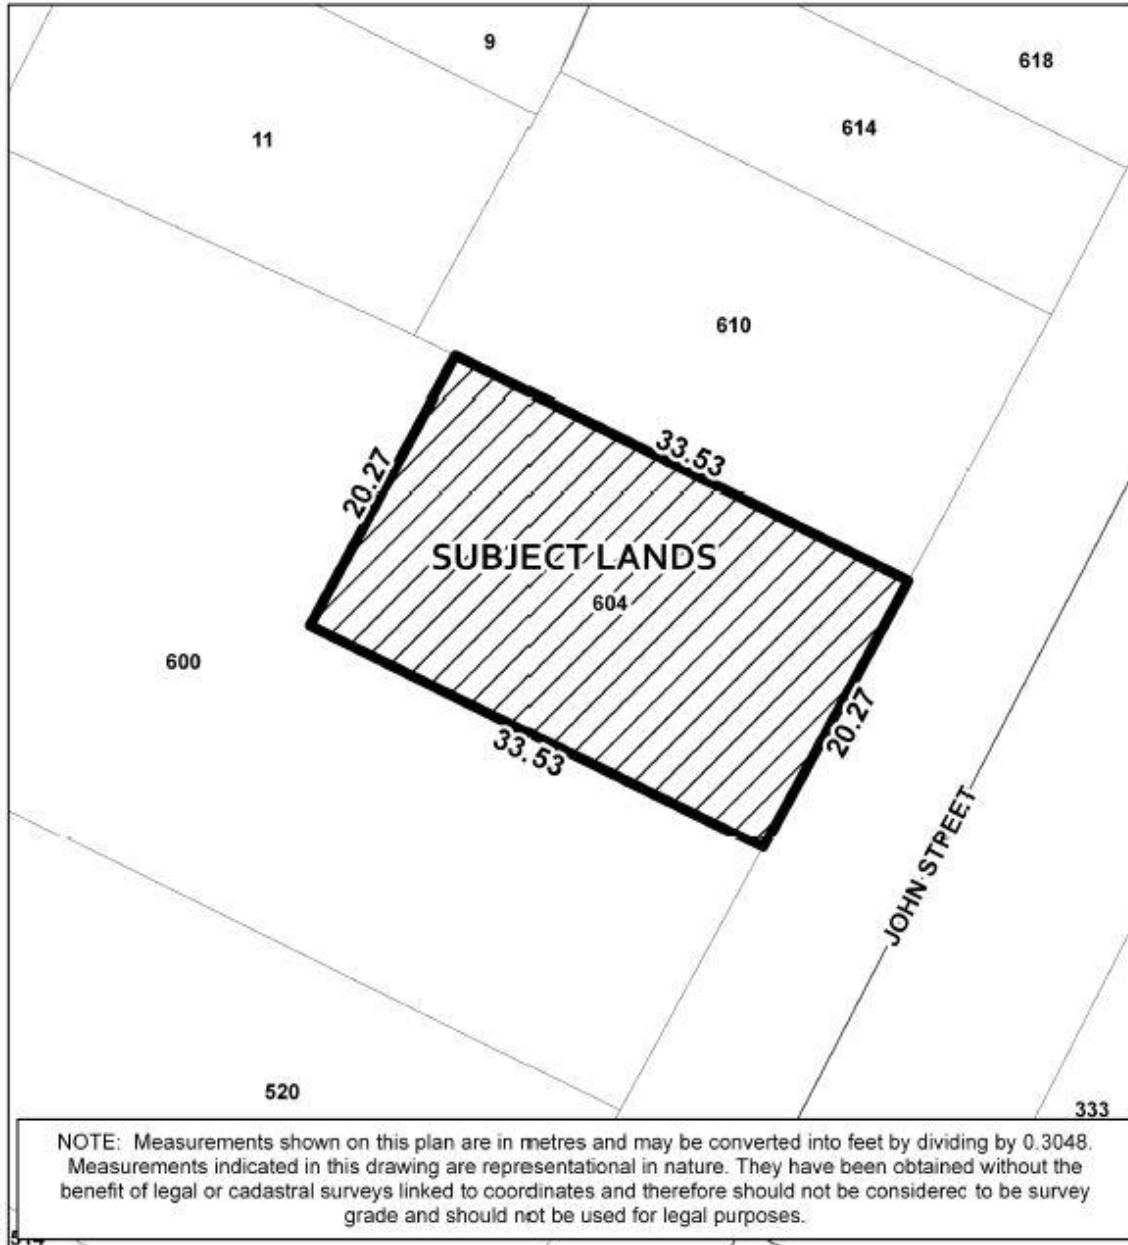 9
618
614
11
610
33.53
20.27
SUBJECT LANDS
604
600
20.27
33.53
JOHN STREET
520
333
NOTE: Measurements shown on this plan are in metres and may be converted into feet by dividing by 0.3048.
Measurements indicated in this drawing are representational in nature. They have been obtained without the
benefit of legal or cadastral surveys linked to coordinates and therefore should not be considered to be survey
grade and should not be used for legal purposes.